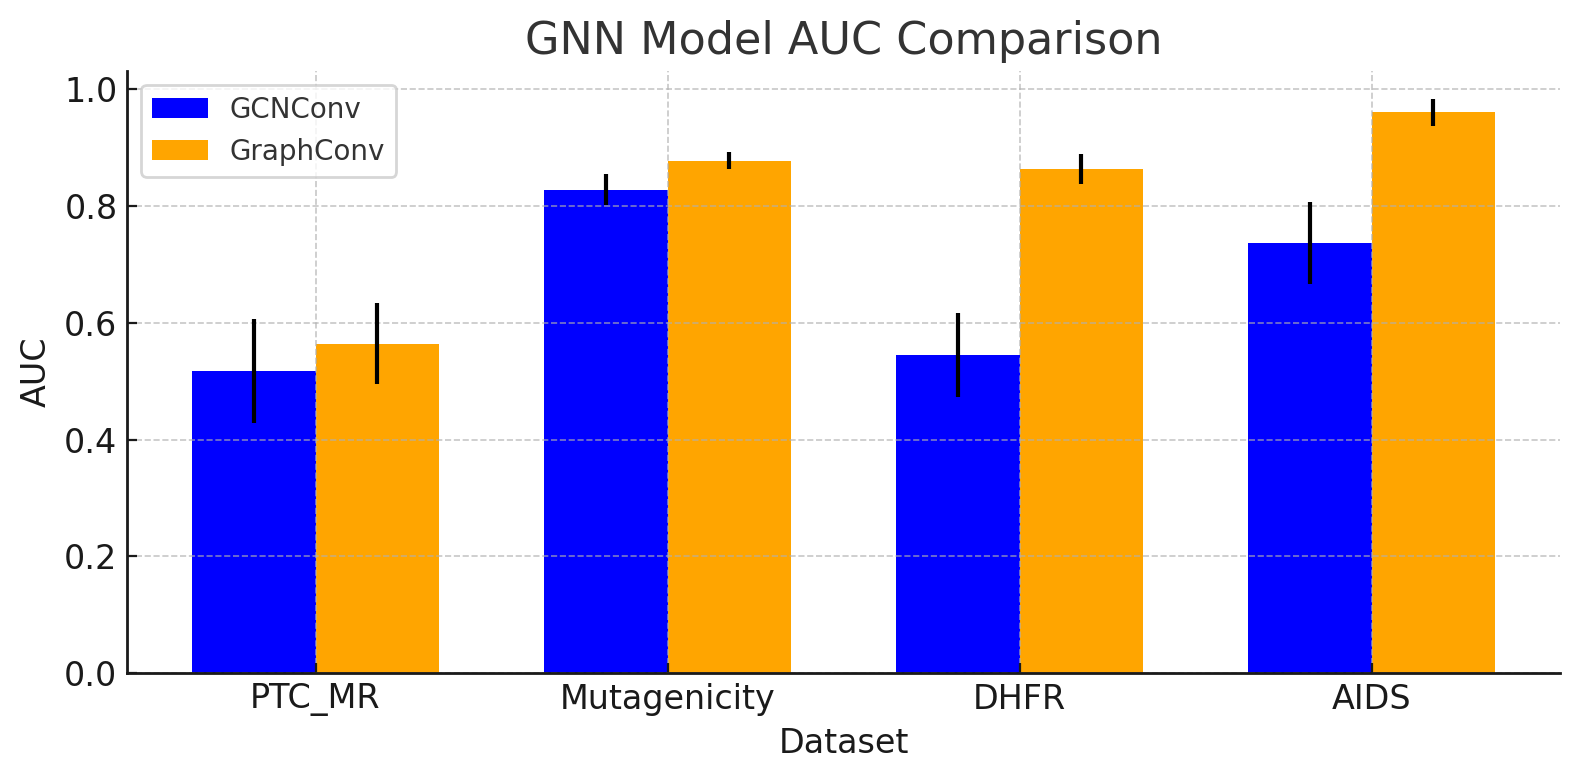 GNN Model AUC Comparison
GCNConv
GraphConv
1.0
0.8
0.6
0.4
0.2
0.0
AUC
PTC_MR Mutagenicity DHFR AIDS
Dataset